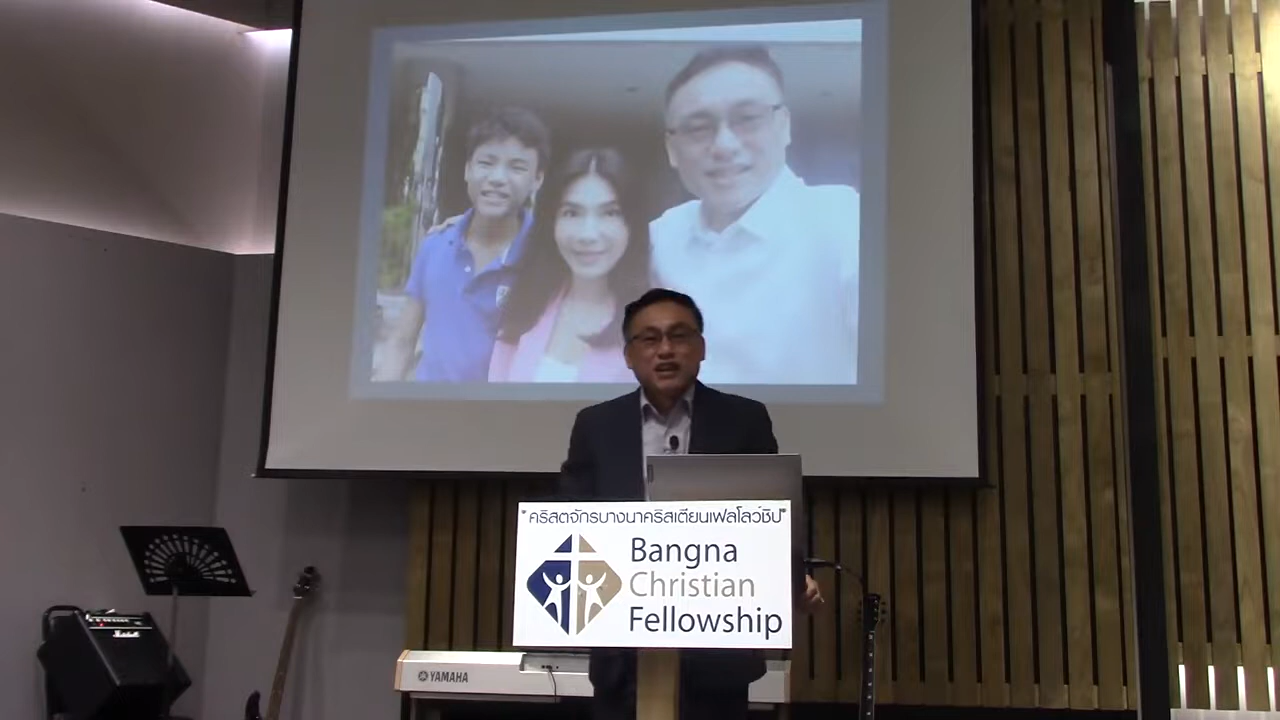 "คริสตจักรบางนาคริสเตียนเฟลโลว์ชิป"
Bangna
Christian
Fellowship
YAMAHA
Marshall